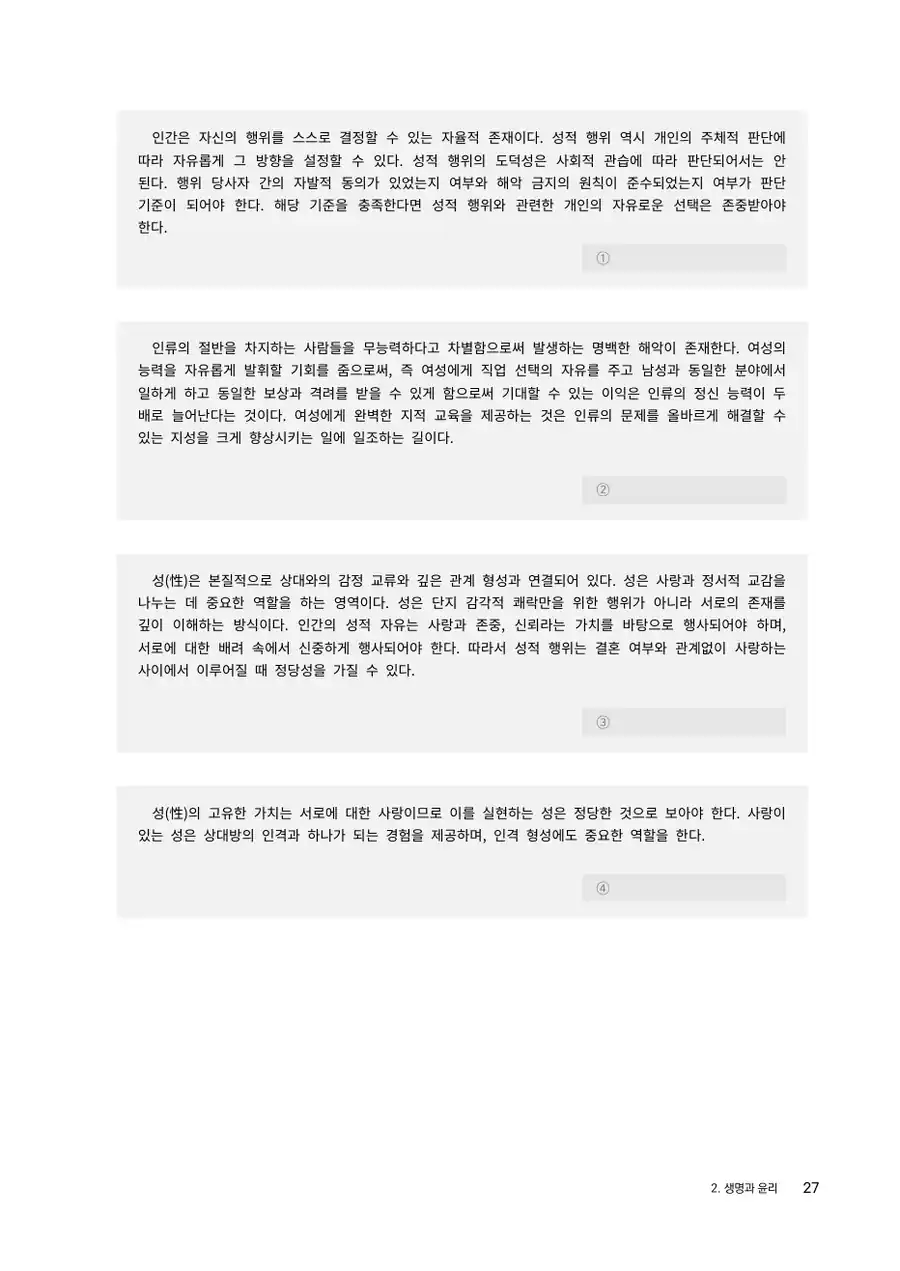 인간은 자신의 행위를 스스로 결정할 수 있는 자율적 존재이다. 성적 행위 역시 개인의 주체적 판단에
따라 자유롭게 그 방향을 설정할 수 있다. 성적 행위의 도덕성은 사회적 관습에 따라 판단되어서는 안
된다. 행위 당사자 간의 자발적 동의가 있었는지 여부와 해악 금지의 원칙이 준수되었는지 여부가 판단
기준이 되어야 한다. 해당 기준을 충족한다면 성적 행위와 관련한 개인의 자유로운 선택은 존중받아야
한다.
①
인류의 절반을 차지하는 사람들을 무능력하다고 차별함으로써 발생하는 명백한 해악이 존재한다. 여성의
능력을 자유롭게 발휘할 기회를 줌으로써, 즉 여성에게 직업 선택의 자유를 주고 남성과 동일한 분야에서
일하게 하고 동일한 보상과 격려를 받을 수 있게 함으로써 기대할 수 있는 이익은 인류의 정신 능력이 두
배로 늘어난다는 것이다. 여성에게 완벽한 지적 교육을 제공하는 것은 인류의 문제를 올바르게 해결할 수
있는 지성을 크게 향상시키는 일에 일조하는 길이다.
②
성(性)은 본질적으로 상대와의 감정 교류와 깊은 관계 형성과 연결되어 있다. 성은 사랑과 정서적 교감을
나누는 데 중요한 역할을 하는 영역이다. 성은 단지 감각적 쾌락만을 위한 행위가 아니라 서로의 존재를
깊이 이해하는 방식이다. 인간의 성적 자유는 사랑과 존중, 신뢰라는 가치를 바탕으로 행사되어야 하며,
서로에 대한 배려 속에서 신중하게 행사되어야 한다. 따라서 성적 행위는 결혼 여부와 관계없이 사랑하는
사이에서 이루어질 때 정당성을 가질 수 있다.
③
성(性)의 고유한 가치는 서로에 대한 사랑이므로 이를 실현하는 성은 정당한 것으로 보아야 한다. 사랑이
있는 성은 상대방의 인격과 하나가 되는 경험을 제공하며, 인격 형성에도 중요한 역할을 한다.
④
2. 생명과 윤리 27